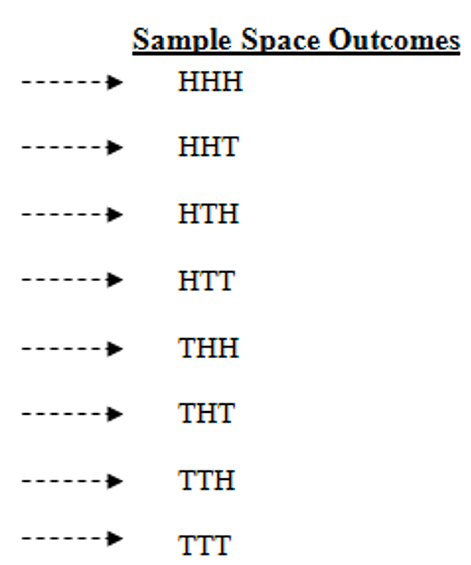 Sample Space Outcomes
HHH
HHT
HTH
HTT
THH
THT
TTH
TTT